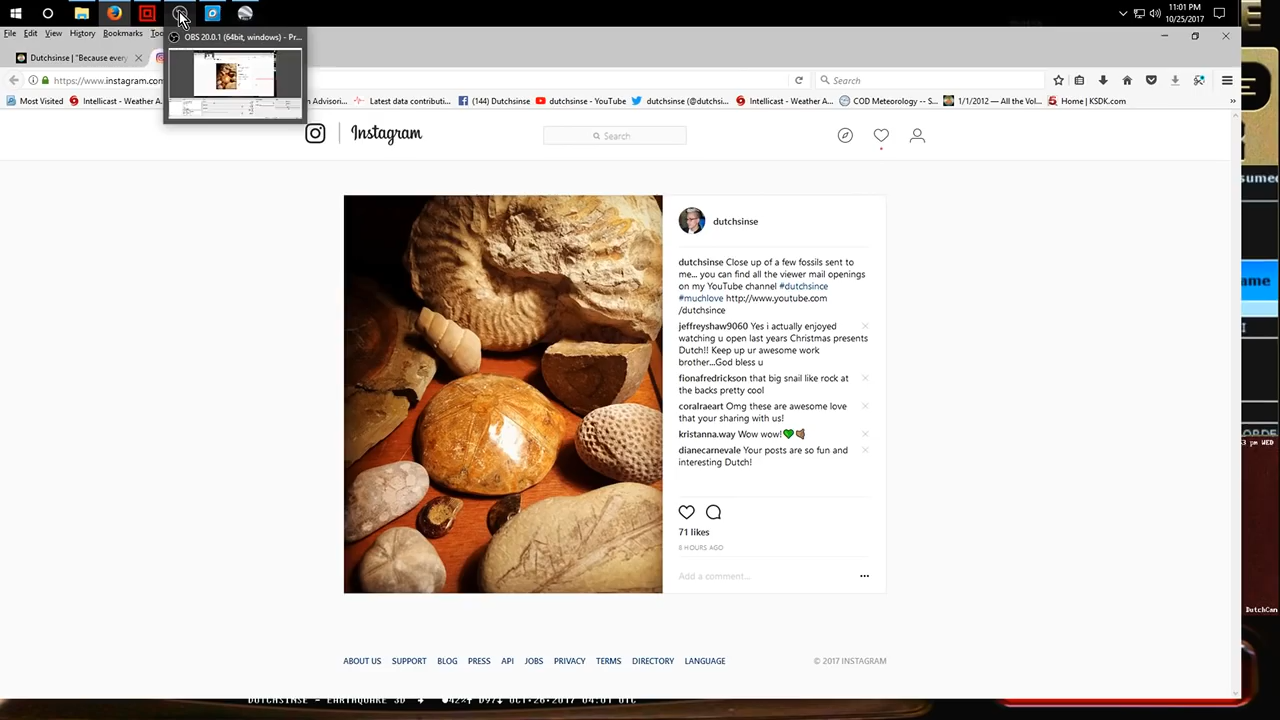 11:01 PM
10/25/2017
OBS 20.0.1 (64bit, windows) - Pr...
File Edit View History Bookmarks
Dutchsinse | "Because every
https://www.instagram.com
Search
Most Visited Intellicast - Weather A... Latest data contributi... (144) Dutchsinse dutchsinse - YouTube dutchsinse (@dutchsi... Intellicast - Weather A... COD Meteorology -- S... 1/1/2012 — All the Vol... Home | KSDK.com
Instagram
Search
dutchsinse
dutchsinse Close up of a few fossils sent to
me... you can find all the viewer mail openings
on my YouTube channel #dutchsince
#muchlove http://www.youtube.com
/dutchsince
jeffreyshaw9060 Yes i actually enjoyed
watching u open last years Christmas presents
Dutch!! Keep up ur awesome work
brother...God bless u
fionafredrickson that big snail like rock at
the backs pretty cool
coralraeart Omg these are awesome love
that your sharing with us!
kristanna.way Wow wow!
dianecarnevale Your posts are so fun and
interesting Dutch!
71 likes
Add a comment...
ABOUT US SUPPORT BLOG PRESS API JOBS PRIVACY TERMS DIRECTORY LANGUAGE
© 2017 INSTAGRAM
DutchCam